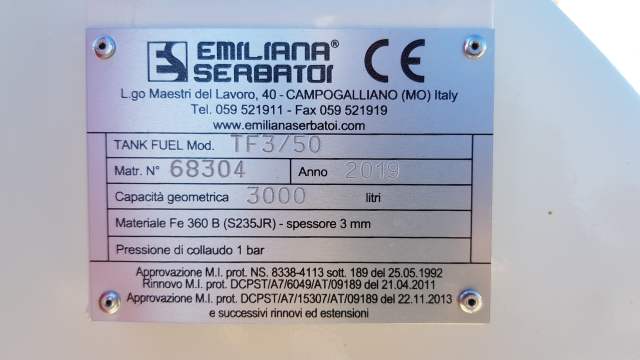 EMILIANA®
SERBATOI CE
L.go Maestri del Lavoro, 40 - CAMPOGALLIANO (MO) Italy
Tel. 059 521911 - Fax 059 521919
www.emilianaserbatoi.com
TANK FUEL Mod. TF3/50
Matr. N° 68304 Anno 2019
Capacità geometrica 3000 litri
Materiale Fe 360 B (S235JR) - spessore 3 mm
Pressione di collaudo 1 bar
Approvazione M.I. prot. NS. 8338-4113 sott. 189 del 25.05.1992
Rinnovo M.I. prot. DCPST/A7/6049/AT/09189 del 21.04.2011
Approvazione M.I. prot. DCPST/A7/15307/AT/09189 del 22.11.2013
e successivi rinnovi ed estensioni